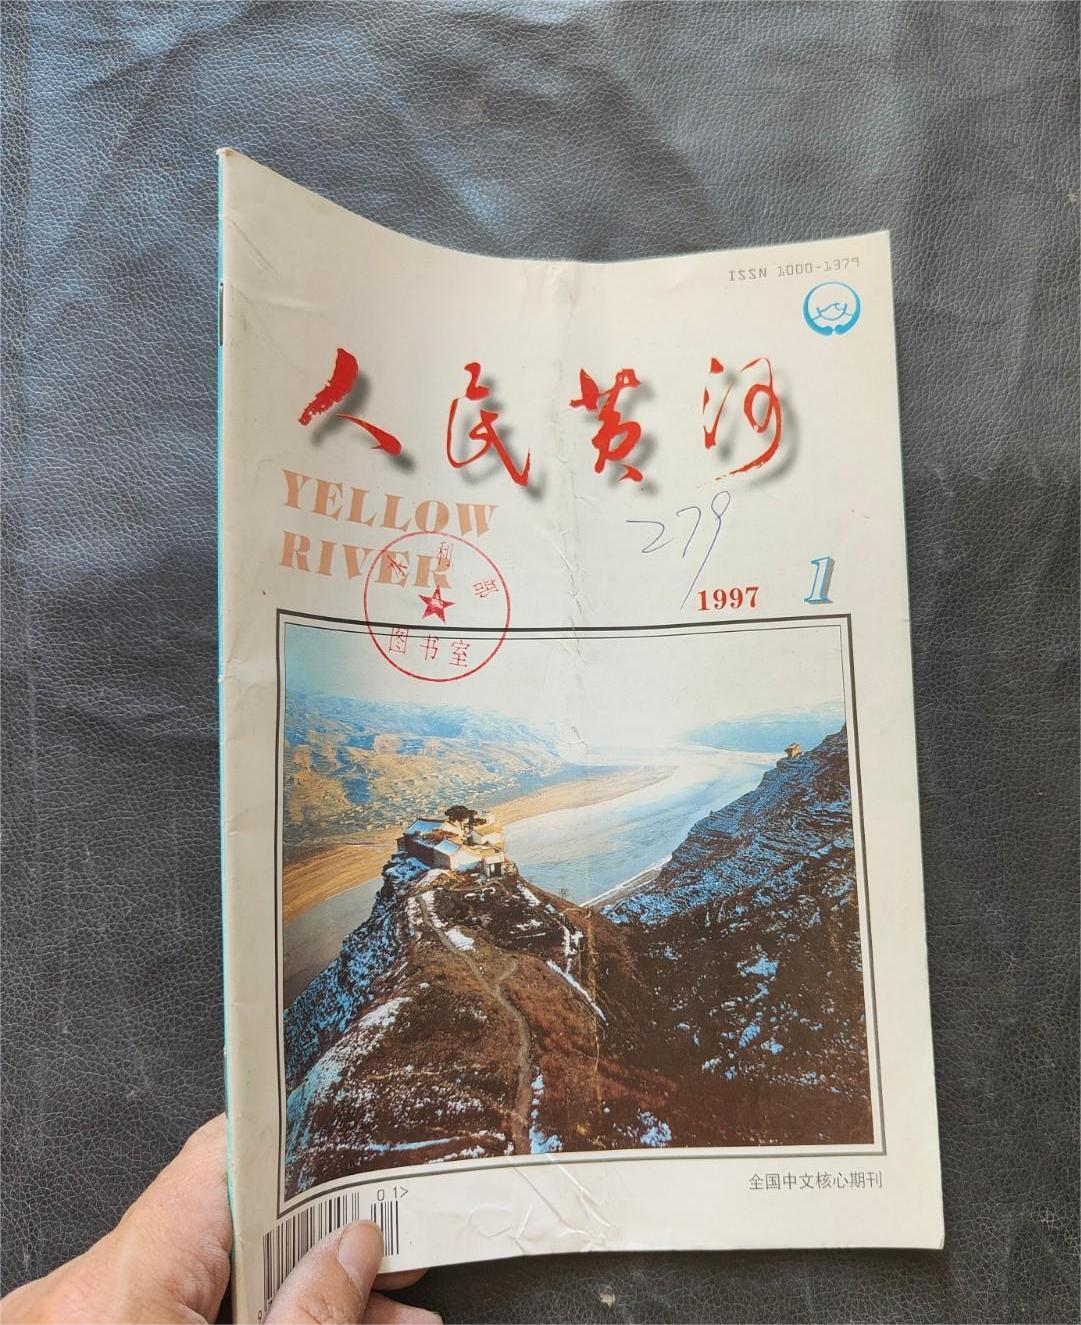 ISSN 1000-1379
人民黄河
YELLOW
RIVER
279
1997 1
利
图书室
全国中文核心期刊
01>